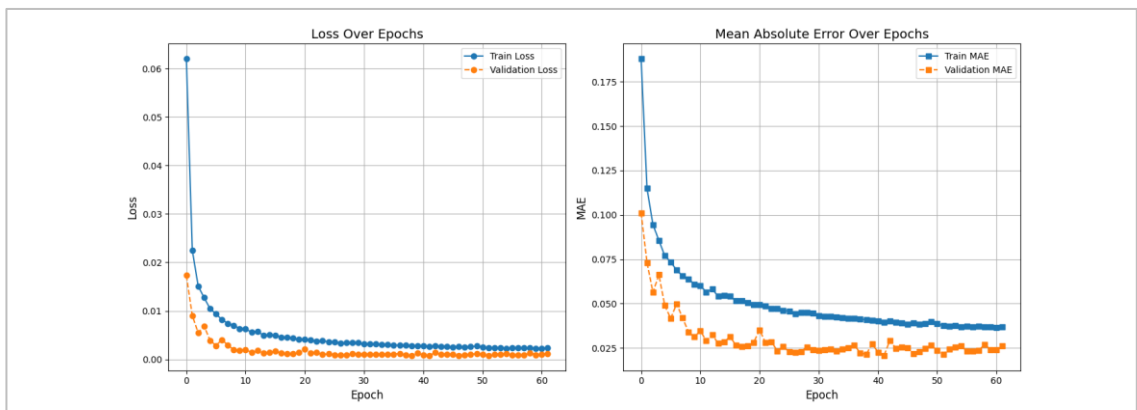 Loss Over Epochs
Train Loss
Validation Loss
0.06
0.05
0.04
0.03
0.02
0.01
0.00
Loss
0
10
20
30
40
50
60
Epoch
Mean Absolute Error Over Epochs
Train MAE
Validation MAE
0.175
0.150
0.125
0.100
0.075
0.050
0.025
MAE
0
10
20
30
40
50
60
Epoch